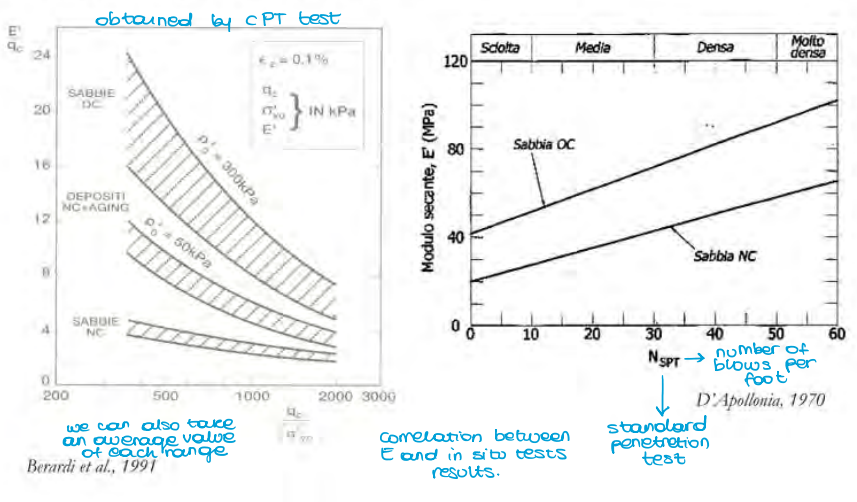 obtained by CPT test
E'
qc
24
20
16
12
8
4
0
SABBIE
OC
DEPOSITI
NC+AGING
SABBIE
NC
ε z = 0,1%
qc
σ'vo } IN kPa
E'
p'o = 300kPa
p'o = 50kPa
200
500
1000
2000
3000
qc
σ'vo
we can also take
an average value
of each range
Berardi et al., 1991
Sciolta
Media
Densa
Molto
densa
120
80
40
0
Modulo secante, E' (MPa)
Sabbia OC
Sabbia NC
0
10
20
30
40
50
60
NSPT → number of
blows per
foot
D'Apollonia, 1970
standard
penetretion
test
correlation between
E and in situ tests
results.